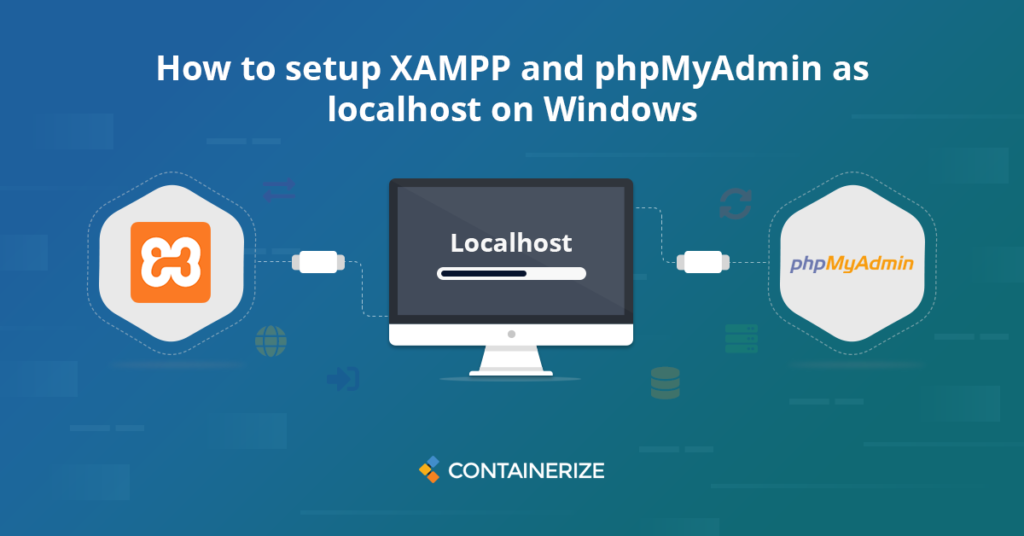 How to setup XAMPP and phpMyAdmin as
localhost on Windows
Localhost
phpMyAdmin
CONTAINERIZE